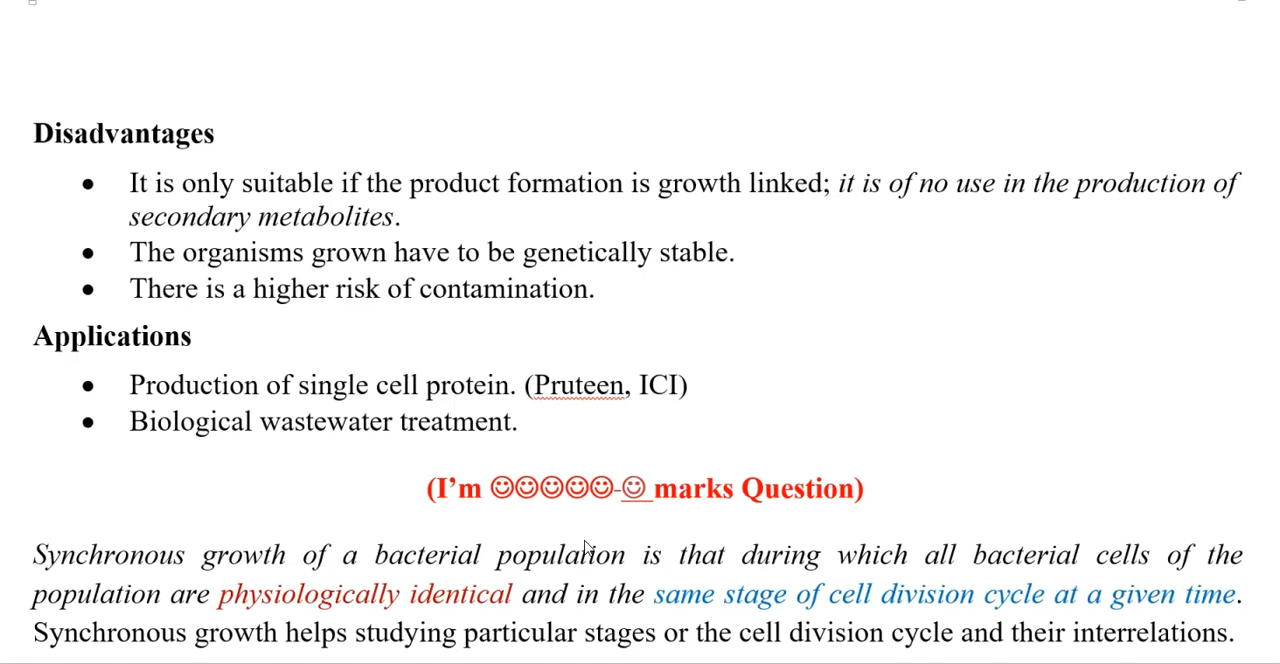 Disadvantages
• It is only suitable if the product formation is growth linked; it is of no use in the production of
secondary metabolites.
• The organisms grown have to be genetically stable.
• There is a higher risk of contamination.
Applications
• Production of single cell protein. (Pruteen, ICI)
• Biological wastewater treatment.
(I’m ☺☺☺☺☺-☺ marks Question)
Synchronous growth of a bacterial population is that during which all bacterial cells of the
population are physiologically identical and in the same stage of cell division cycle at a given time.
Synchronous growth helps studying particular stages or the cell division cycle and their interrelations.